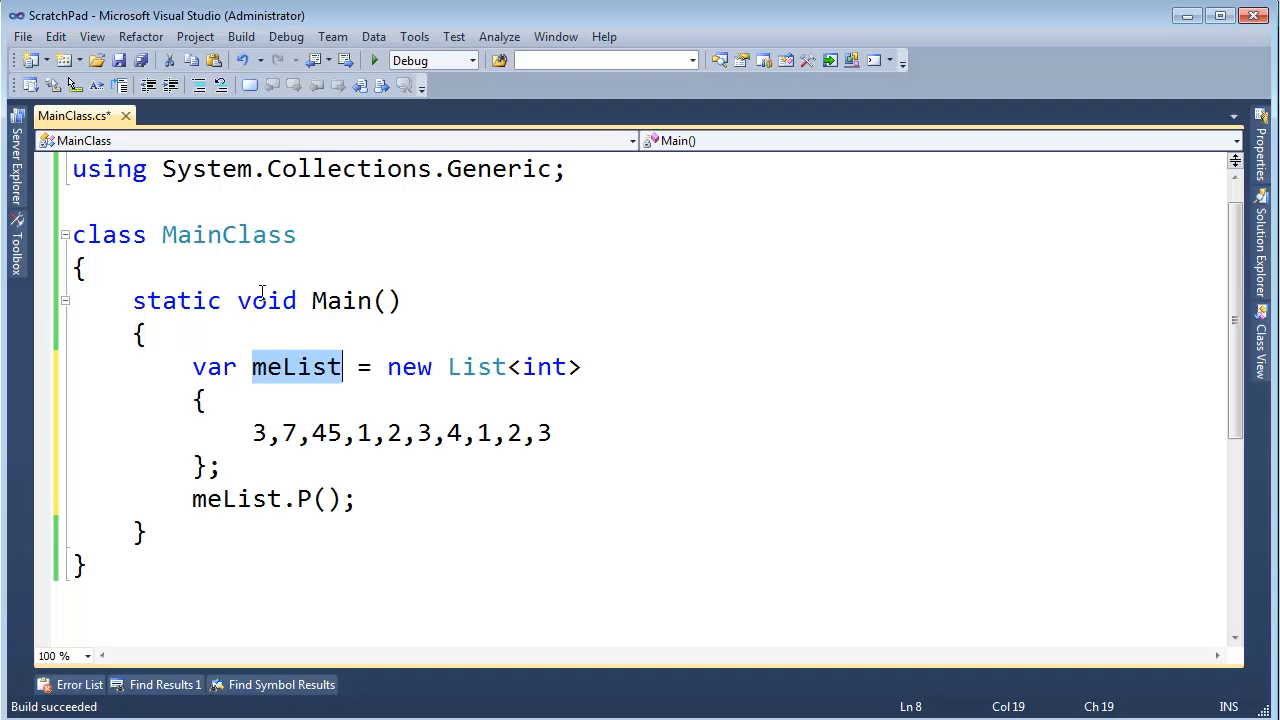 ScratchPad - Microsoft Visual Studio (Administrator)
File Edit View Refactor Project Build Debug Team Data Tools Test Analyze Window Help
Debug
MainClass.cs*
MainClass
Main()
using System.Collections.Generic;
class MainClass
{
static void Main()
{
var meList = new List<int>
{
3,7,45,1,2,3,4,1,2,3
};
meList.P();
}
}
Server Explorer
Toolbox
Properties
Solution Explorer
Class View
100 %
Error List Find Results 1 Find Symbol Results
Build succeeded Ln 8 Col 19 Ch 19 INS